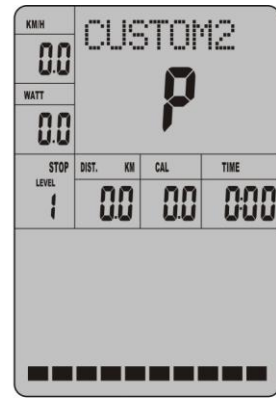 KM/H
0.0
CUSTOM2
P
WATT
0.0
STOP
LEVEL
1
DIST. KM
0.0
CAL
0.0
TIME
0:00